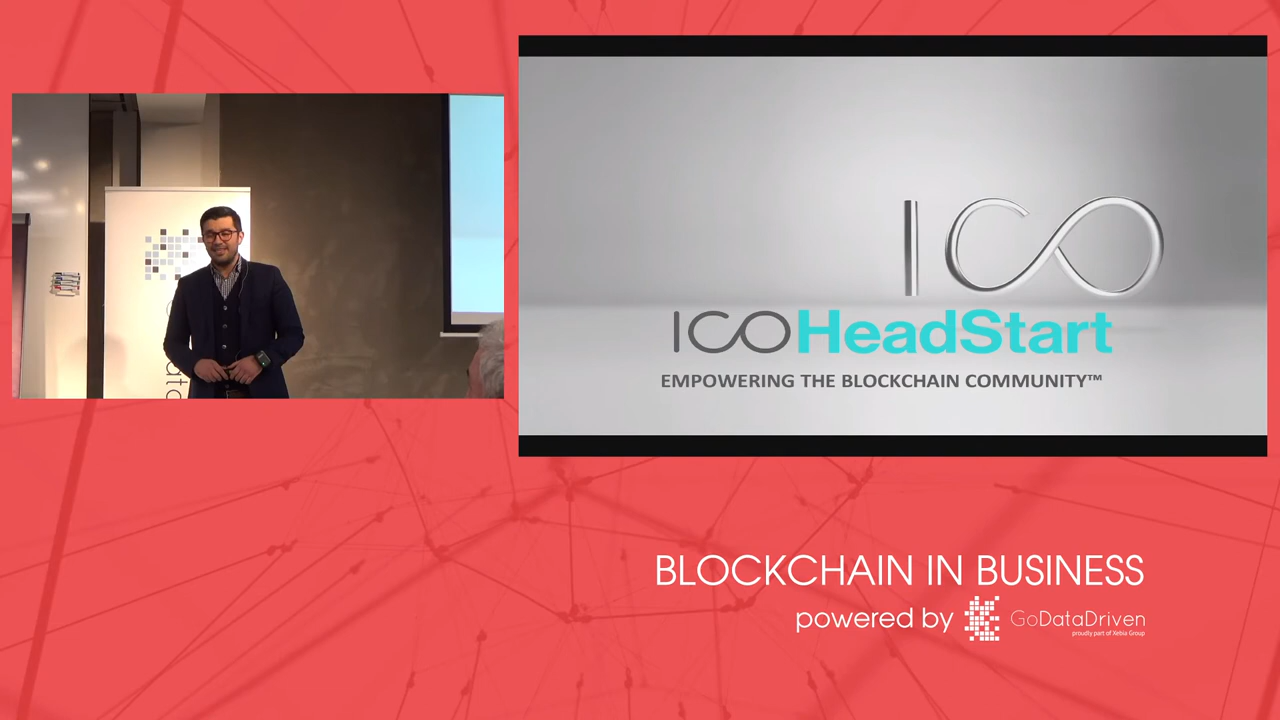 ICO
ICOHeadStart
EMPOWERING THE BLOCKCHAIN COMMUNITY™
BLOCKCHAIN IN BUSINESS
powered by GoDataDriven
proudly part of Xebia Group